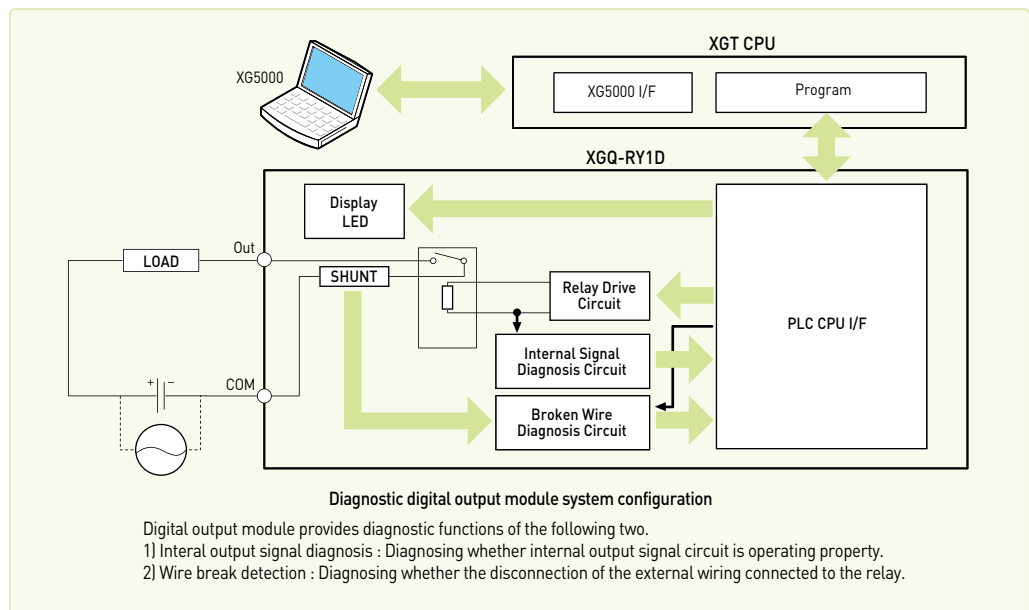 XGT CPU
XG5000
XG5000 I/F
Program
XGQ-RY1D
Display
LED
Out
LOAD
SHUNT
Relay Drive
Circuit
PLC CPU I/F
Internal Signal
Diagnosis Circuit
COM
+ −
Broken Wire
Diagnosis Circuit
Diagnostic digital output module system configuration
Digital output module provides diagnostic functions of the following two.
1) Interal output signal diagnosis : Diagnosing whether internal output signal circuit is operating property.
2) Wire break detection : Diagnosing whether the disconnection of the external wiring connected to the relay.